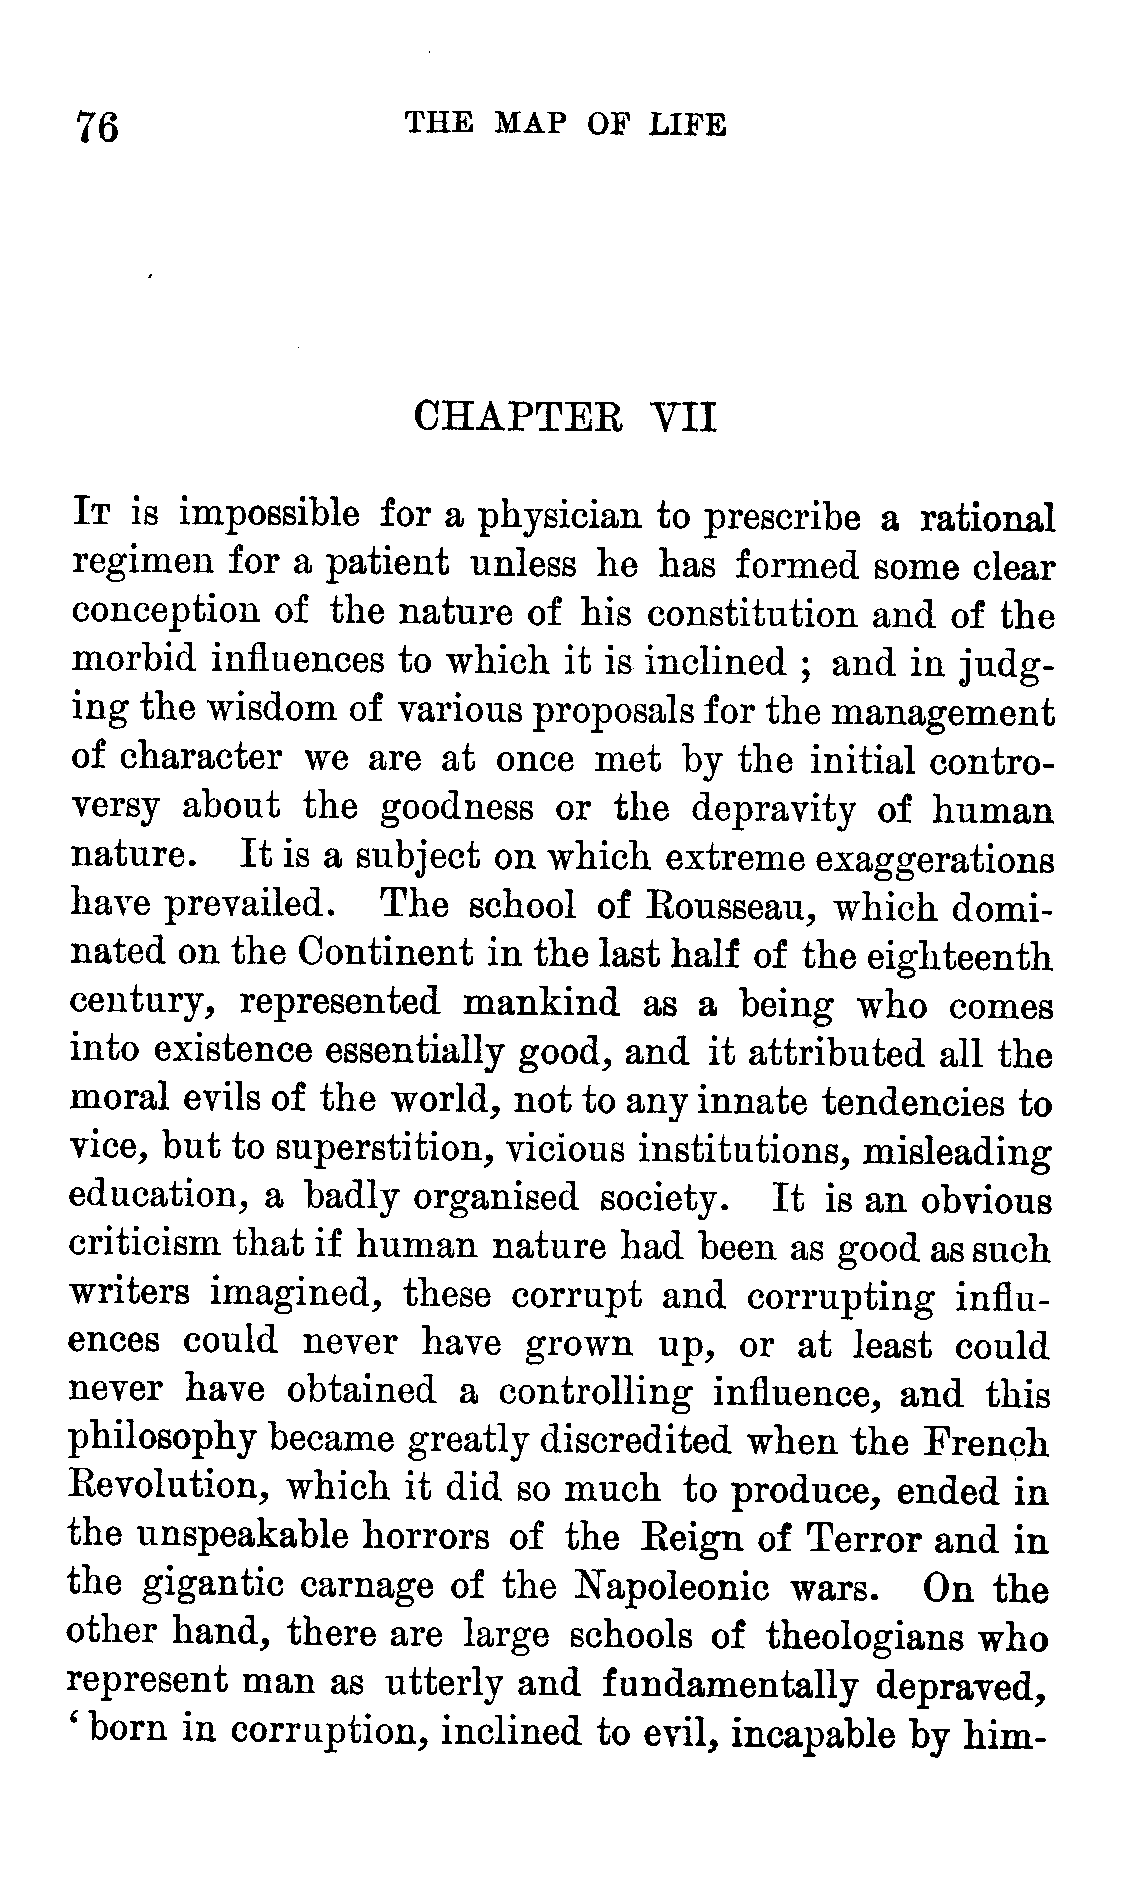 76 THE MAP OF LIFE
CHAPTER VII
IT is impossible for a physician to prescribe a rational
regimen for a patient unless he has formed some clear
conception of the nature of his constitution and of the
morbid influences to which it is inclined ; and in judg-
ing the wisdom of various proposals for the management
of character we are at once met by the initial contro-
versy about the goodness or the depravity of human
nature. It is a subject on which extreme exaggerations
have prevailed. The school of Rousseau, which domi-
nated on the Continent in the last half of the eighteenth
century, represented mankind as a being who comes
into existence essentially good, and it attributed all the
moral evils of the world, not to any innate tendencies to
vice, but to superstition, vicious institutions, misleading
education, a badly organised society. It is an obvious
criticism that if human nature had been as good as such
writers imagined, these corrupt and corrupting influ-
ences could never have grown up, or at least could
never have obtained a controlling influence, and this
philosophy became greatly discredited when the French
Revolution, which it did so much to produce, ended in
the unspeakable horrors of the Reign of Terror and in
the gigantic carnage of the Napoleonic wars. On the
other hand, there are large schools of theologians who
represent man as utterly and fundamentally depraved,
‘ born in corruption, inclined to evil, incapable by him-